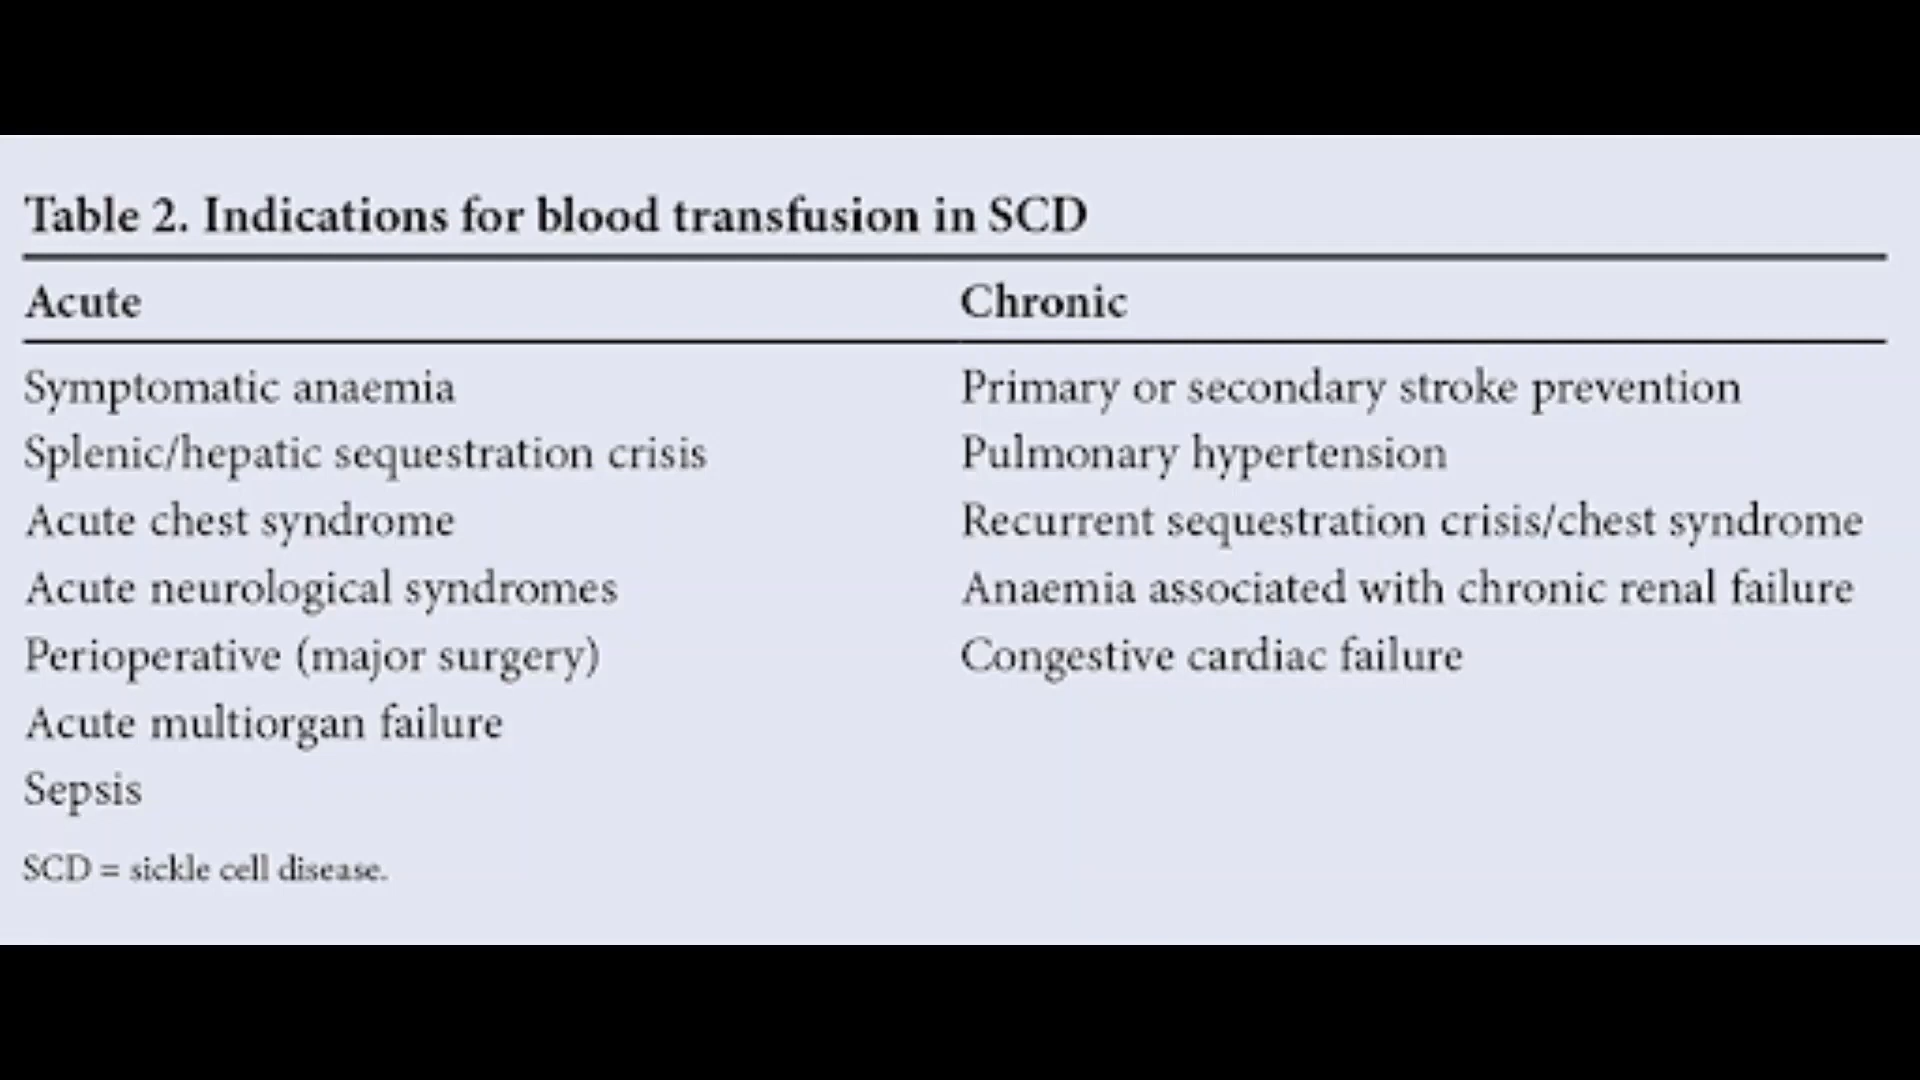 Table 2. Indications for blood transfusion in SCD
Acute Chronic
Symptomatic anaemia Primary or secondary stroke prevention
Splenic/hepatic sequestration crisis Pulmonary hypertension
Acute chest syndrome Recurrent sequestration crisis/chest syndrome
Acute neurological syndromes Anaemia associated with chronic renal failure
Perioperative (major surgery) Congestive cardiac failure
Acute multiorgan failure
Sepsis
SCD = sickle cell disease.